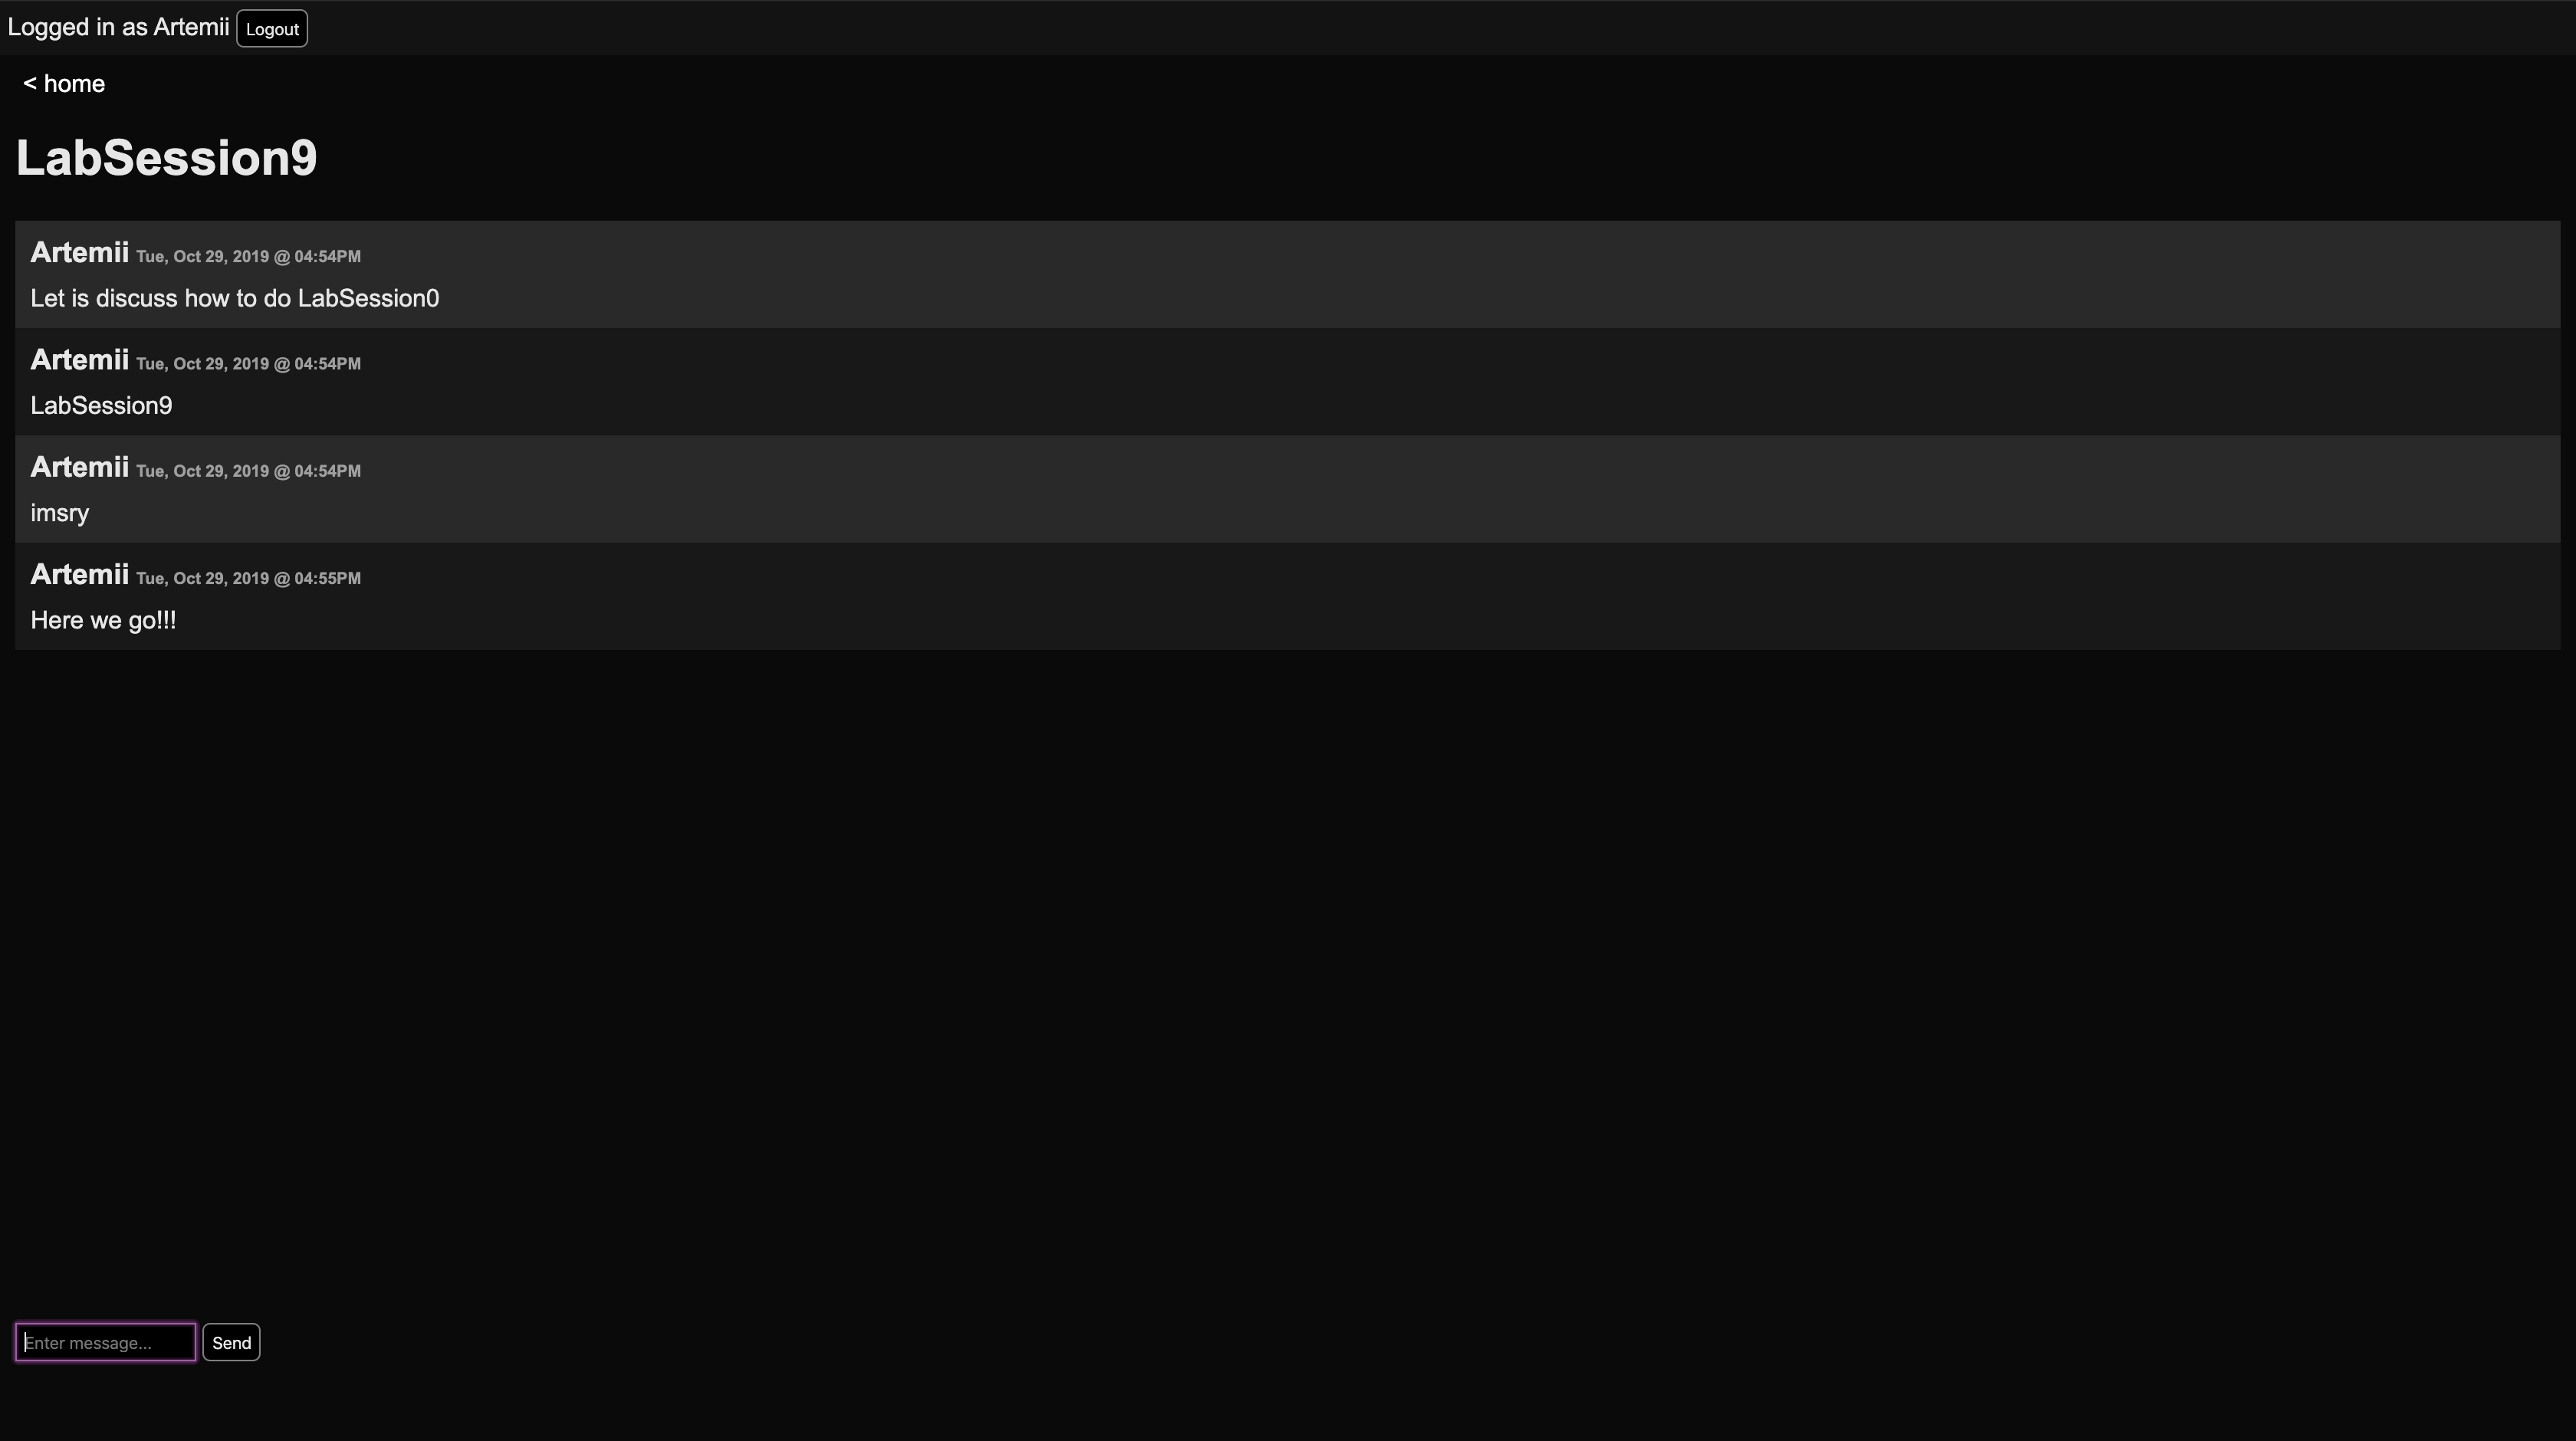 Logged in as Artemii Logout
< home
LabSession9
Artemii Tue, Oct 29, 2019 @ 04:54PM
Let is discuss how to do LabSession0
Artemii Tue, Oct 29, 2019 @ 04:54PM
LabSession9
Artemii Tue, Oct 29, 2019 @ 04:54PM
imsry
Artemii Tue, Oct 29, 2019 @ 04:55PM
Here we go!!!
Enter message... Send